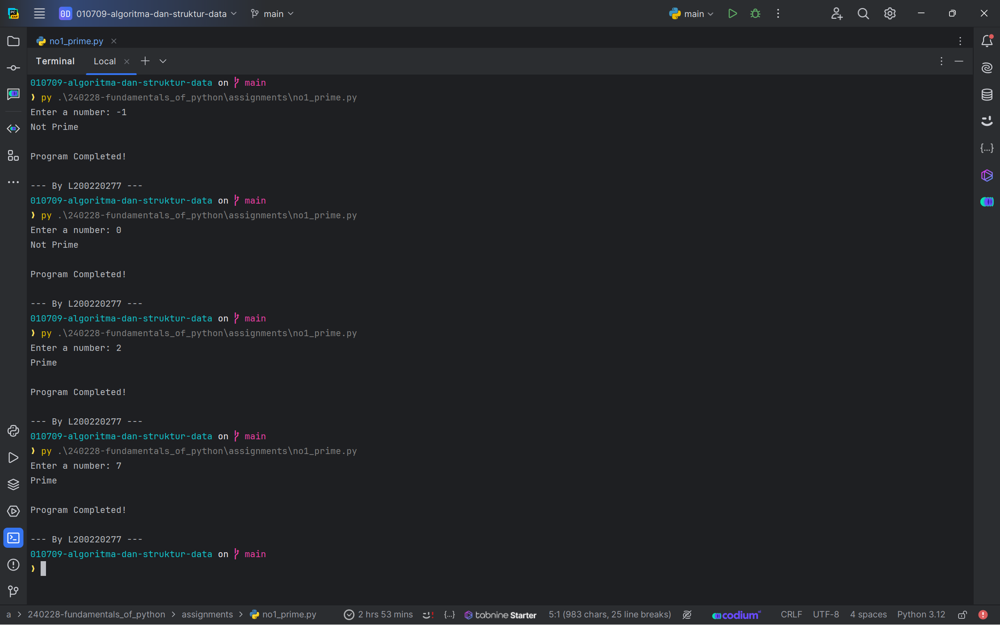 PC
EAP
0D 010709-algoritma-dan-struktur-data main main
no1_prime.py
Terminal Local
010709-algoritma-dan-struktur-data on main
❱ py .\240228-fundamentals_of_python\assignments\no1_prime.py
Enter a number: -1
Not Prime
Program Completed!
--- By L200220277 ---
010709-algoritma-dan-struktur-data on main
❱ py .\240228-fundamentals_of_python\assignments\no1_prime.py
Enter a number: 0
Not Prime
Program Completed!
--- By L200220277 ---
010709-algoritma-dan-struktur-data on main
❱ py .\240228-fundamentals_of_python\assignments\no1_prime.py
Enter a number: 2
Prime
Program Completed!
--- By L200220277 ---
010709-algoritma-dan-struktur-data on main
❱ py .\240228-fundamentals_of_python\assignments\no1_prime.py
Enter a number: 7
Prime
Program Completed!
--- By L200220277 ---
010709-algoritma-dan-struktur-data on main
❱
a > 240228-fundamentals_of_python > assignments > no1_prime.py 2 hrs 53 mins {...} tabnine Starter 5:1 (983 chars, 25 line breaks) codium ai CRLF UTF-8 4 spaces Python 3.12